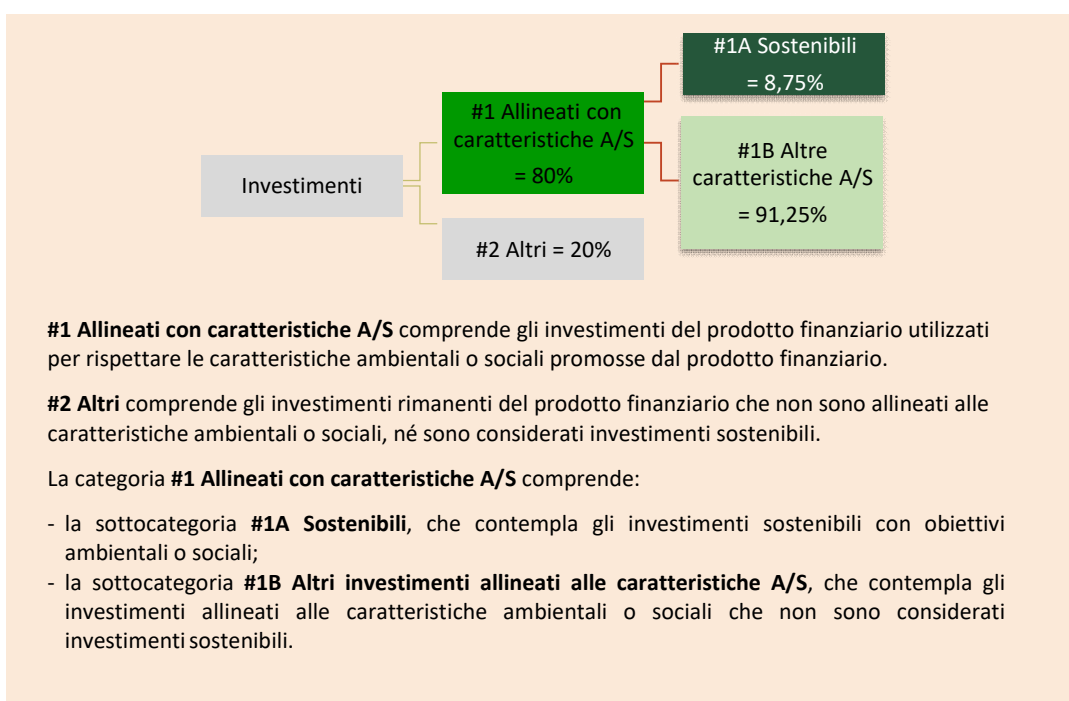 #1A Sostenibili
= 8,75%
#1 Allineati con
caratteristiche A/S
= 80%
#1B Altre
caratteristiche A/S
= 91,25%
Investimenti
#2 Altri = 20%
#1 Allineati con caratteristiche A/S comprende gli investimenti del prodotto finanziario utilizzati
per rispettare le caratteristiche ambientali o sociali promosse dal prodotto finanziario.
#2 Altri comprende gli investimenti rimanenti del prodotto finanziario che non sono allineati alle
caratteristiche ambientali o sociali, né sono considerati investimenti sostenibili.
La categoria #1 Allineati con caratteristiche A/S comprende:
- la sottocategoria #1A Sostenibili, che contempla gli investimenti sostenibili con obiettivi
ambientali o sociali;
- la sottocategoria #1B Altri investimenti allineati alle caratteristiche A/S, che contempla gli
investimenti allineati alle caratteristiche ambientali o sociali che non sono considerati
investimenti sostenibili.